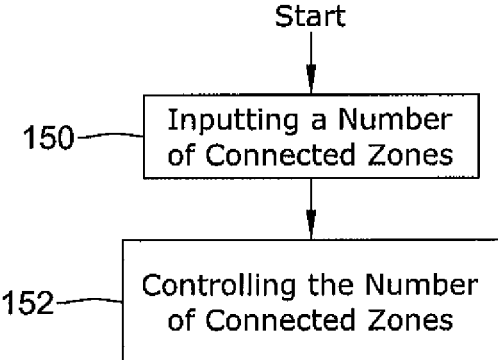 Start
150
Inputting a Number
of Connected Zones
152
Controlling the Number
of Connected Zones